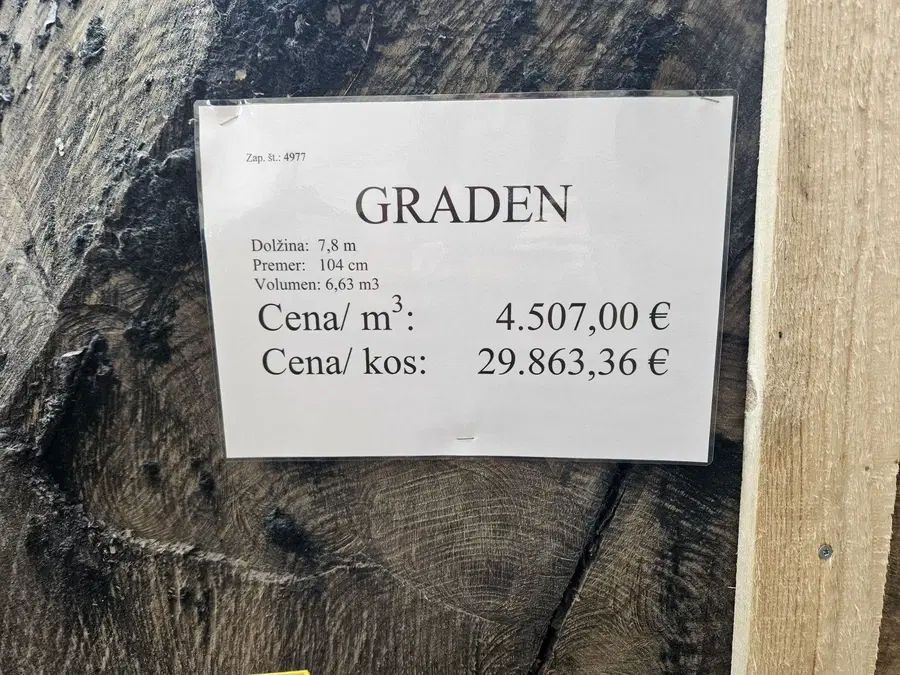 Zap. št.: 4977
GRADEN
Dolžina: 7,8 m
Premer: 104 cm
Volumen: 6,63 m3
Cena/ m³: 4.507,00 €
Cena/ kos: 29.863,36 €